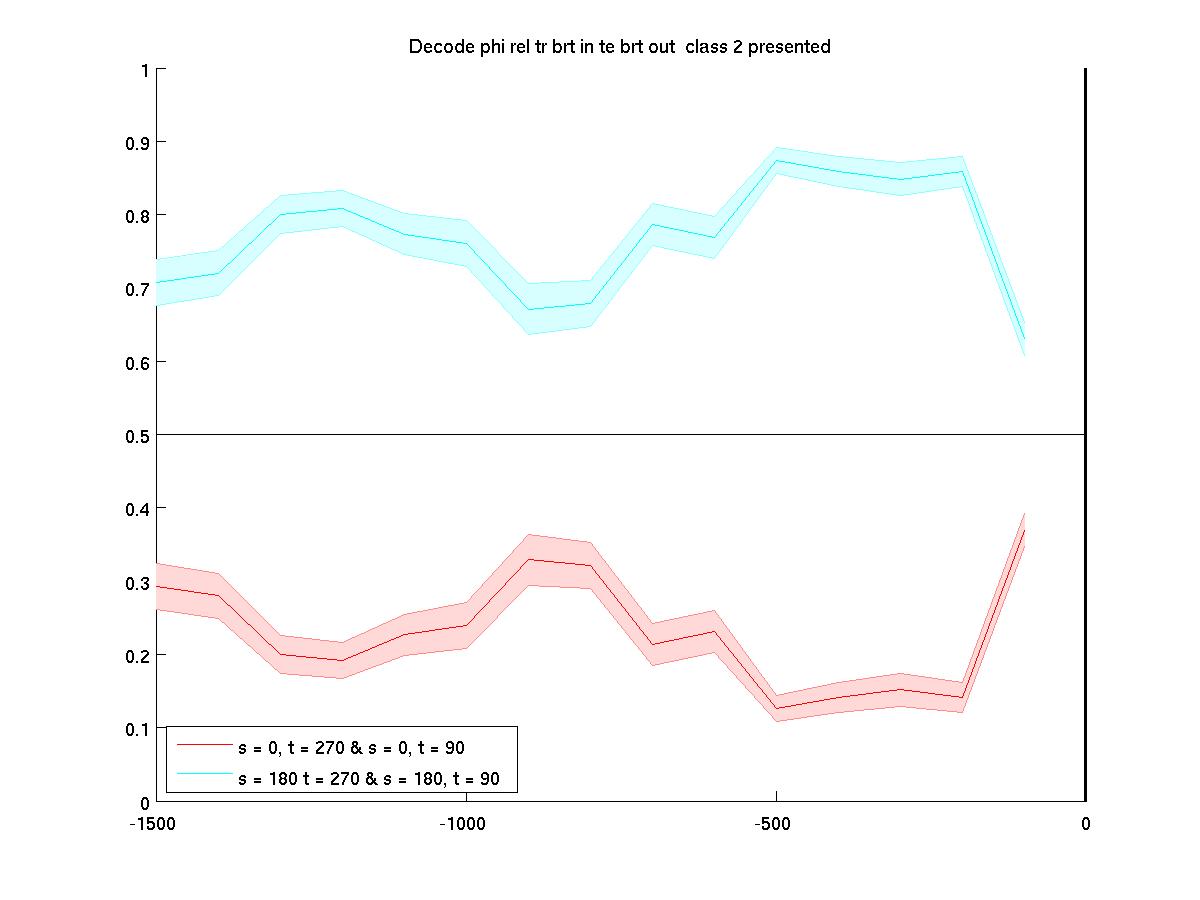 Decode phi rel tr brt in te brt out  class 2 presented
1
0.9
0.8
0.7
0.6
0.5
0.4
0.3
0.2
0.1
0
s = 0, t = 270 & s = 0, t = 90
s = 180 t = 270 & s = 180, t = 90
-1500 -1000 -500 0